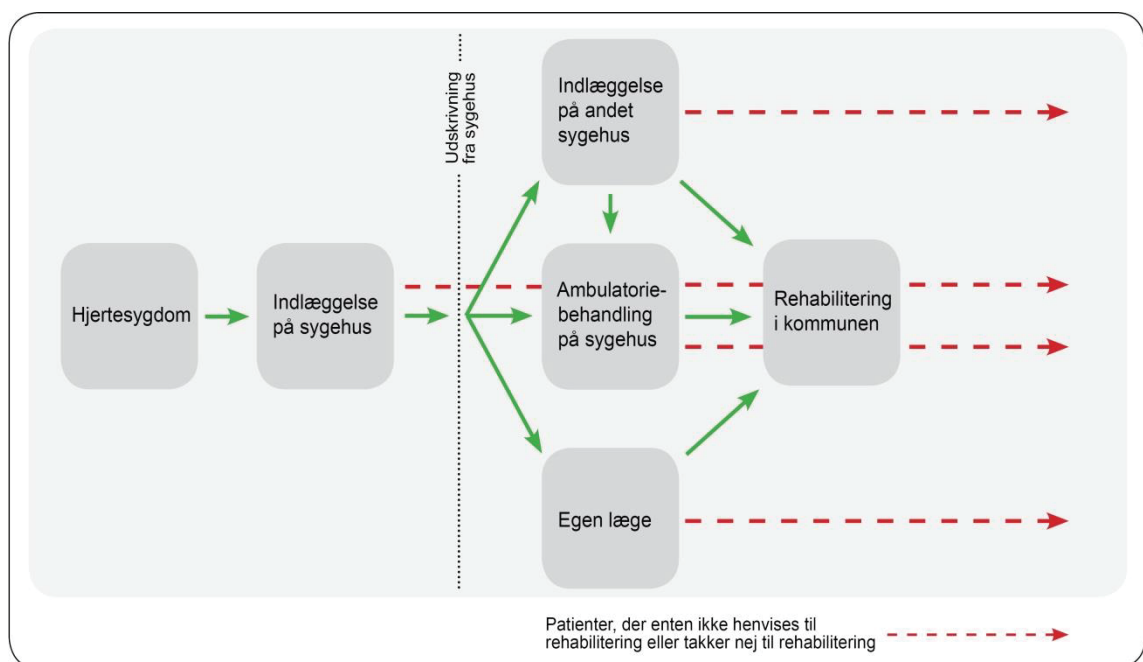 Udskrivning
fra sygehus
Indlæggelse
på andet
sygehus
Hjertesygdom
Indlæggelse
på sygehus
Ambulatorie-
behandling
på sygehus
Rehabilitering
i kommunen
Egen læge
Patienter, der enten ikke henvises til
rehabilitering eller takker nej til rehabilitering